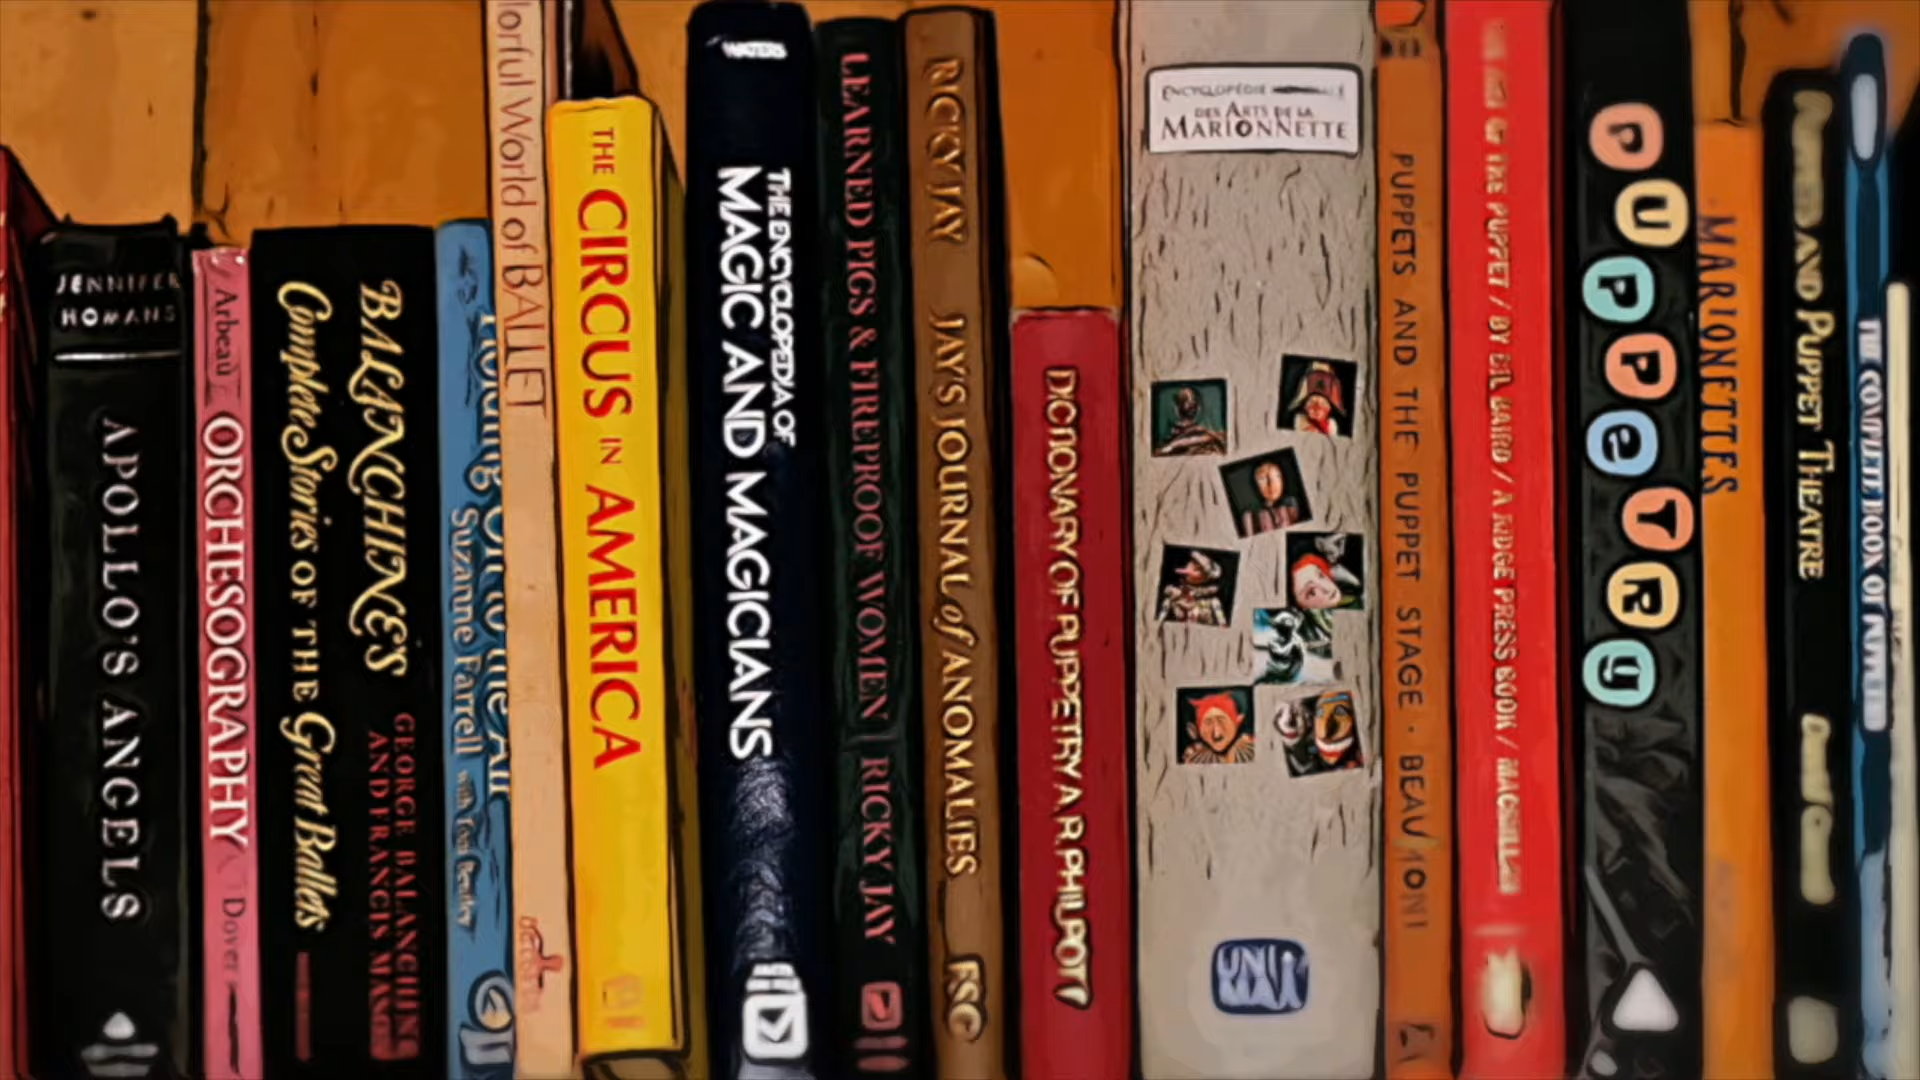 JENNIFER
HOMANS
APOLLO'S ANGELS
Arbeau
ORCHESOGRAPHY
Dover
BALANCHINE'S
Complete Stories OF THE Great Ballets
GEORGE BALANCHINE
AND FRANCIS MASON
Suzanne Farrell with
World of BALLET
THE CIRCUS IN AMERICA
WATERS
THE ENCYCLOPEDIA OF
MAGIC AND MAGICIANS
LEARNED PIGS & FIREPROOF WOMEN | RICKY JAY
RICKY JAY
JAY'S JOURNAL of ANOMALIES
DICTIONARY OF PUPPETRY A. R. PHILPOTT
ENCYCLOPÉDIE
DES ARTS DE LA
MARIONNETTE
PUPPETS AND THE PUPPET STAGE · BEAUMONT
OF THE PUPPET / BY BIL BAIRD / A RIDGE PRESS BOOK /
PUPPeTRy
MARIONETTES
AND PUPPET THEATRE
THE COMPLETE BOOK OF